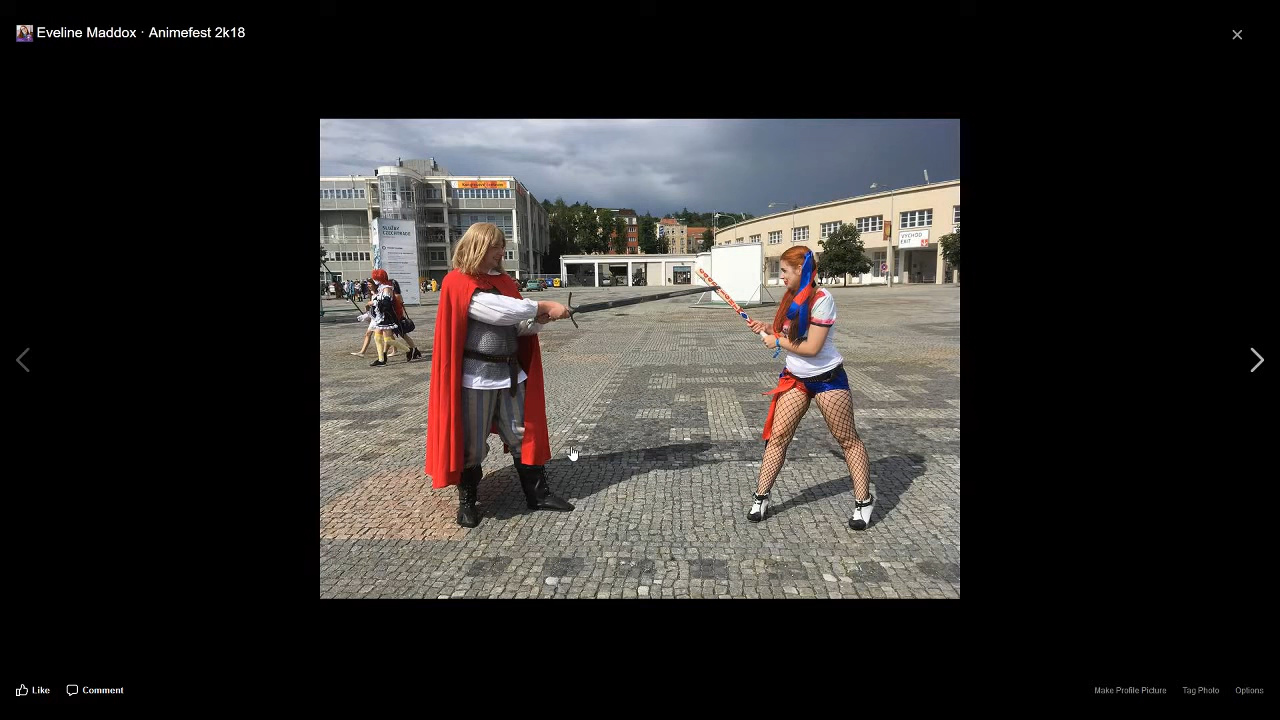 Eveline Maddox · Animefest 2k18
VÝCHOD
EXIT
Like
Comment
Make Profile Picture
Tag Photo
Options